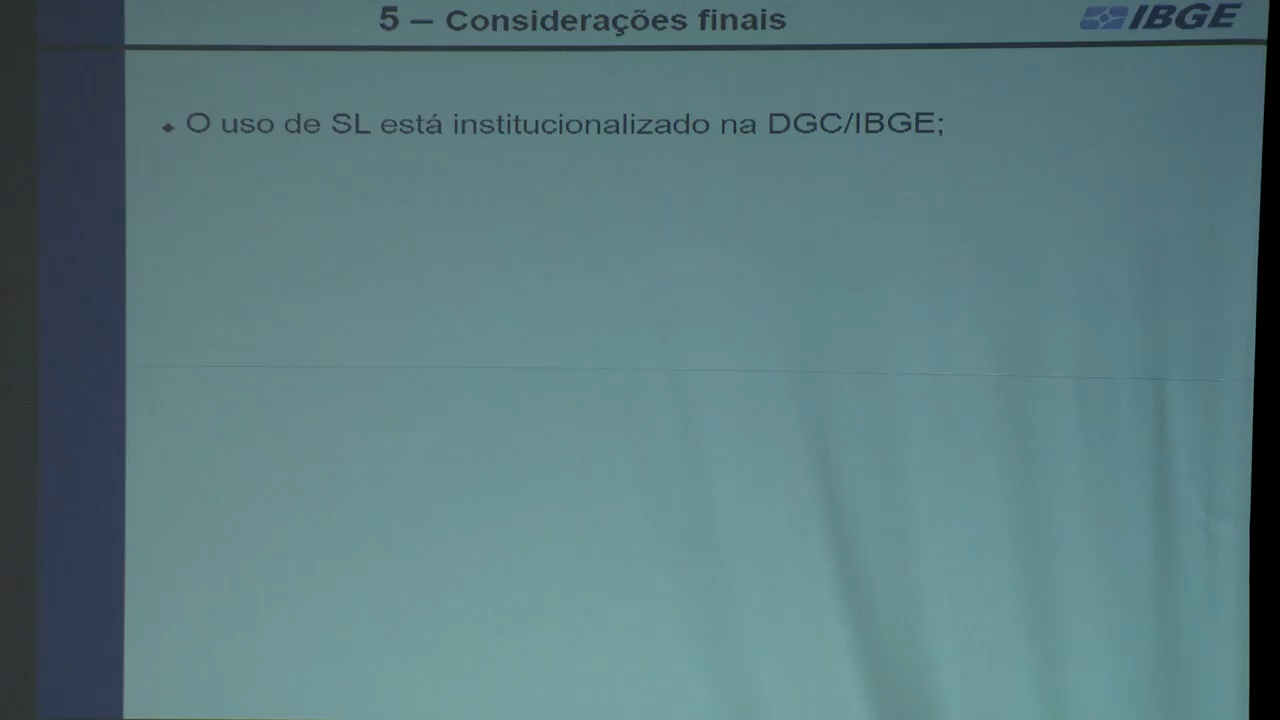 5 – Considerações finais
IBGE
O uso de SL está institucionalizado na DGC/IBGE;